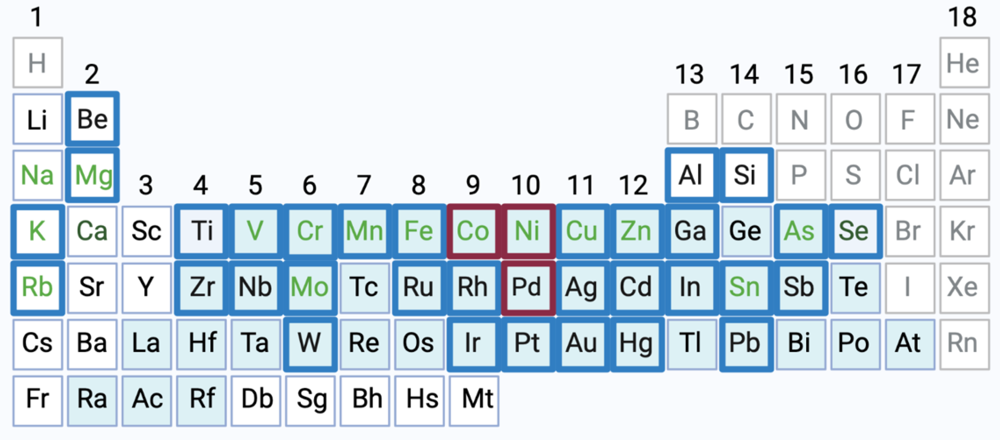 1 18
H He
2 13 14 15 16 17
Li Be B C N O F Ne
Na Mg Al Si P S Cl Ar
3 4 5 6 7 8 9 10 11 12
K Ca Sc Ti V Cr Mn Fe Co Ni Cu Zn Ga Ge As Se Br Kr
Rb Sr Y Zr Nb Mo Tc Ru Rh Pd Ag Cd In Sn Sb Te I Xe
Cs Ba La Hf Ta W Re Os Ir Pt Au Hg Tl Pb Bi Po At Rn
Fr Ra Ac Rf Db Sg Bh Hs Mt